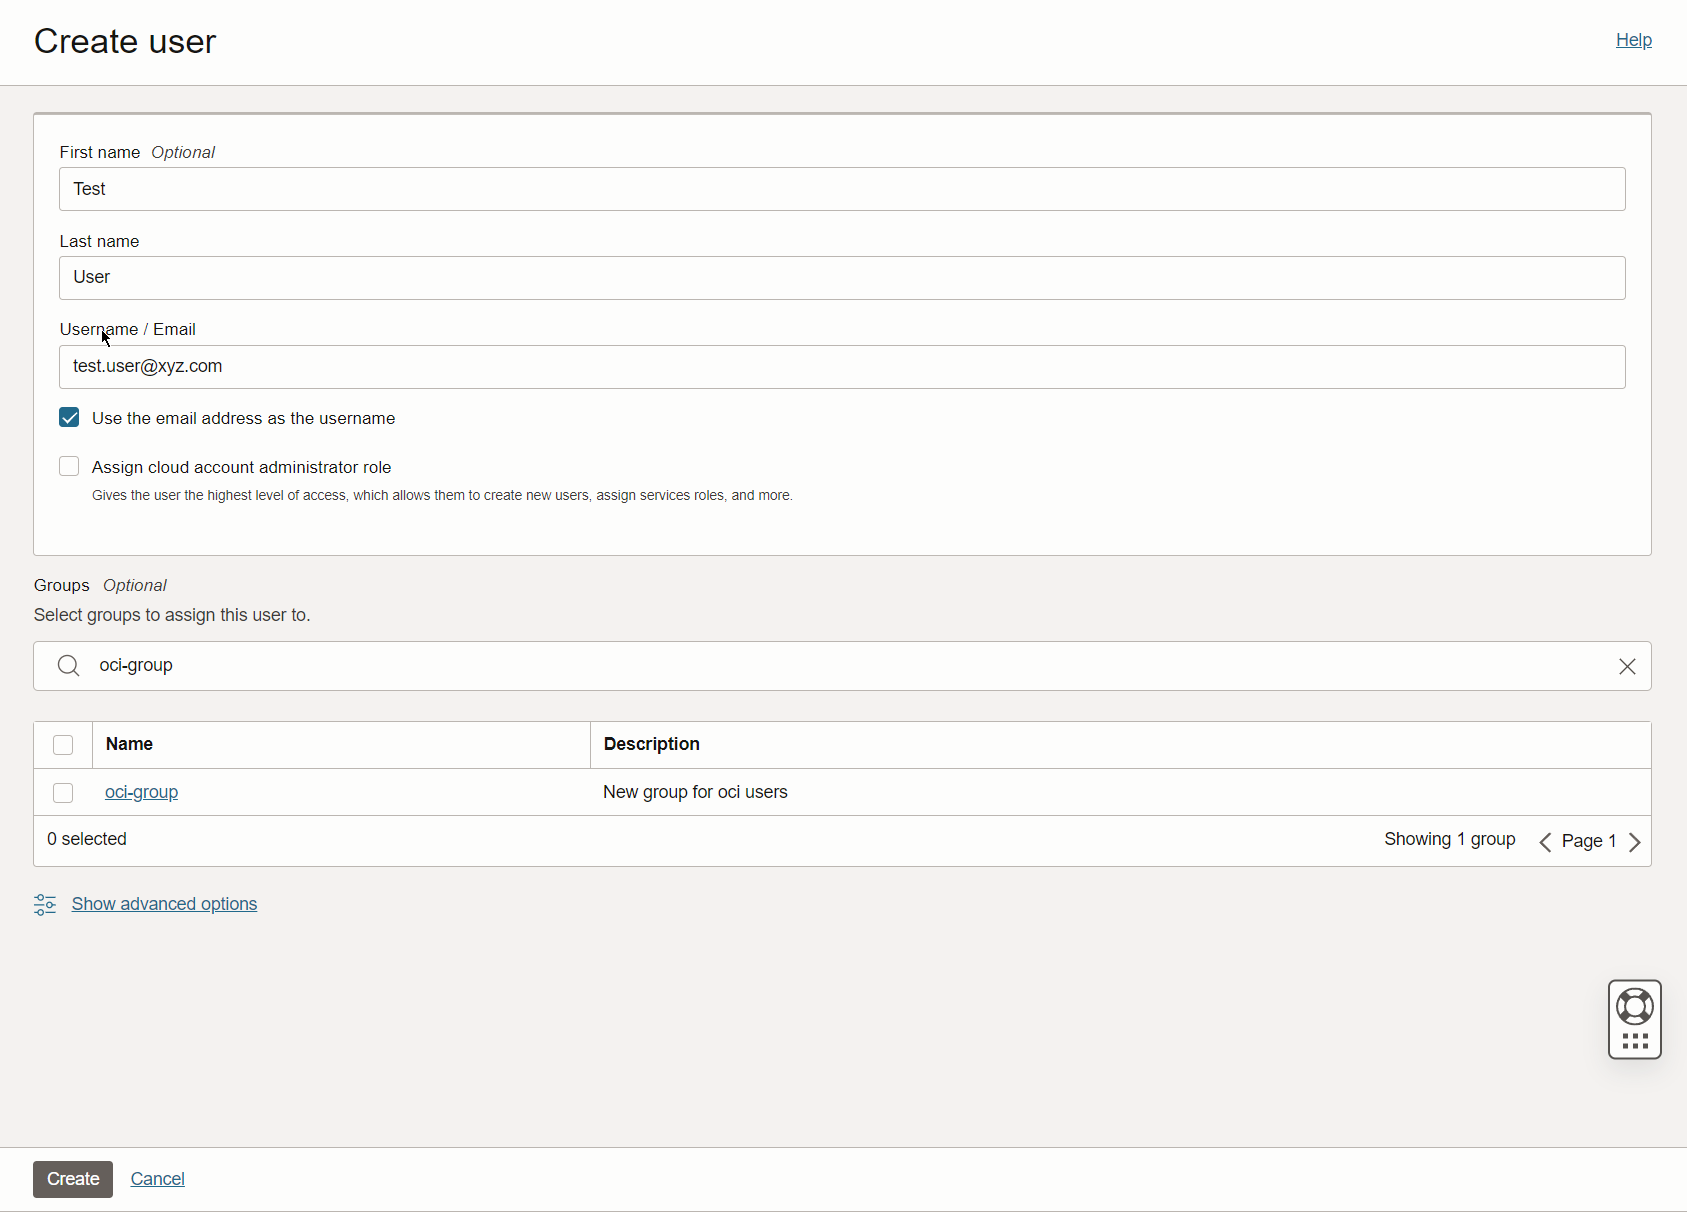 Create user
Help
First name Optional
Test
Last name
User
Username / Email
test.user@xyz.com
Use the email address as the username
Assign cloud account administrator role
Gives the user the highest level of access, which allows them to create new users, assign services roles, and more.
Groups Optional
Select groups to assign this user to.
oci-group
Name Description
oci-group New group for oci users
0 selected Showing 1 group Page 1
Show advanced options
Create Cancel